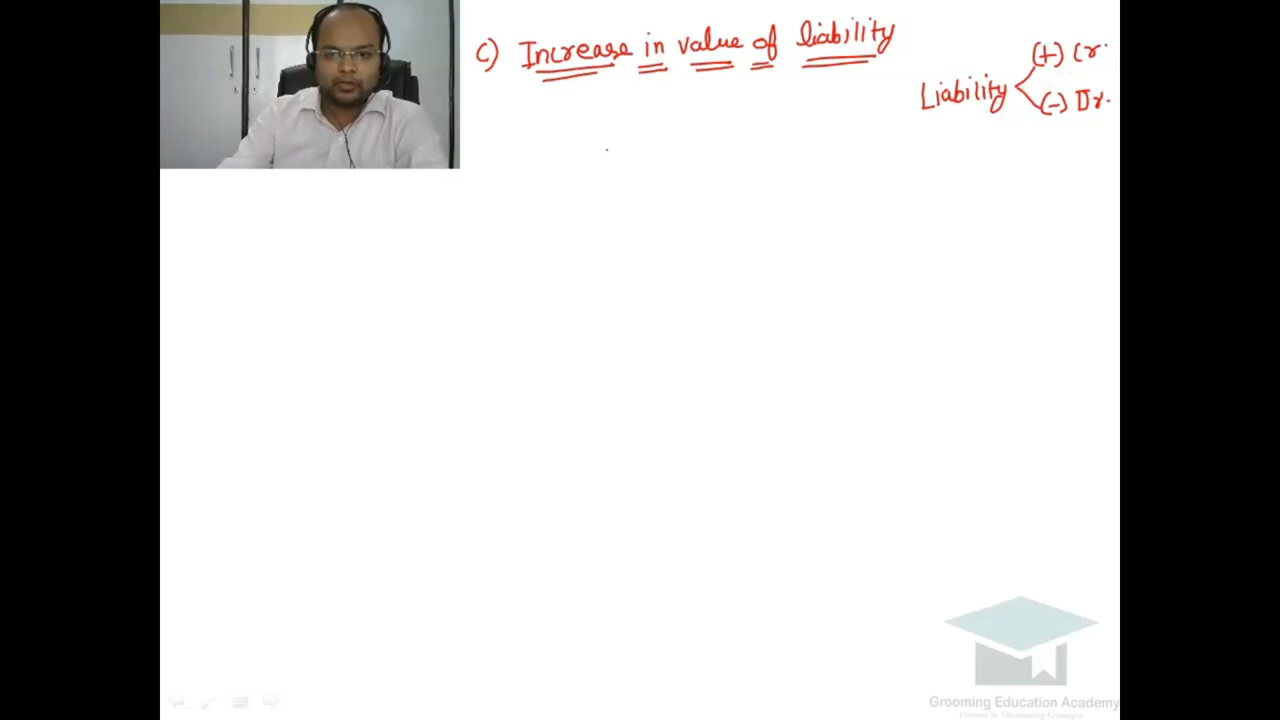 c) Increase in value of liability
(+) Cr.
Liability
(-) Dr.
Grooming Education Academy